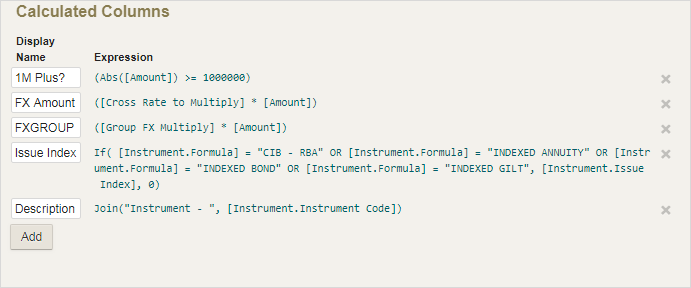 Calculated Columns
Display
Name Expression
1M Plus? (Abs([Amount]) >= 1000000)
FX Amount ([Cross Rate to Multiply] * [Amount])
FXGROUP ([Group FX Multiply] * [Amount])
Issue Index If( [Instrument.Formula] = "CIB - RBA" OR [Instrument.Formula] = "INDEXED ANNUITY" OR [Instr
ument.Formula] = "INDEXED BOND" OR [Instrument.Formula] = "INDEXED GILT", [Instrument.Issue
Index], 0)
Description Join("Instrument - ", [Instrument.Instrument Code])
Add